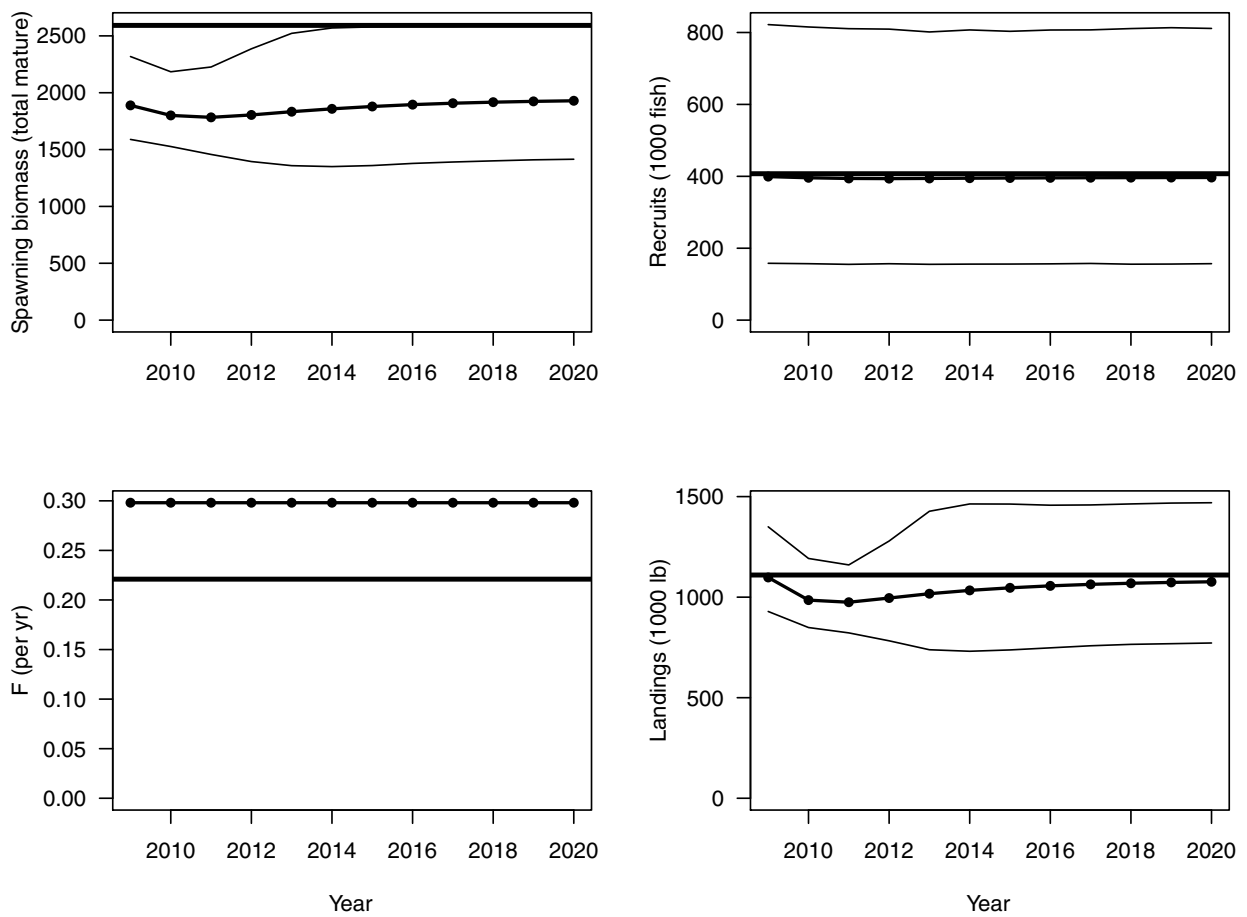 Spawning biomass (total mature)
2500
2000
1500
1000
500
0
2010 2012 2014 2016 2018 2020
Recruits (1000 fish)
800
600
400
200
0
2010 2012 2014 2016 2018 2020
F (per yr)
0.30
0.25
0.20
0.15
0.10
0.05
0.00
2010 2012 2014 2016 2018 2020
Year
Landings (1000 lb)
1500
1000
500
0
2010 2012 2014 2016 2018 2020
Year